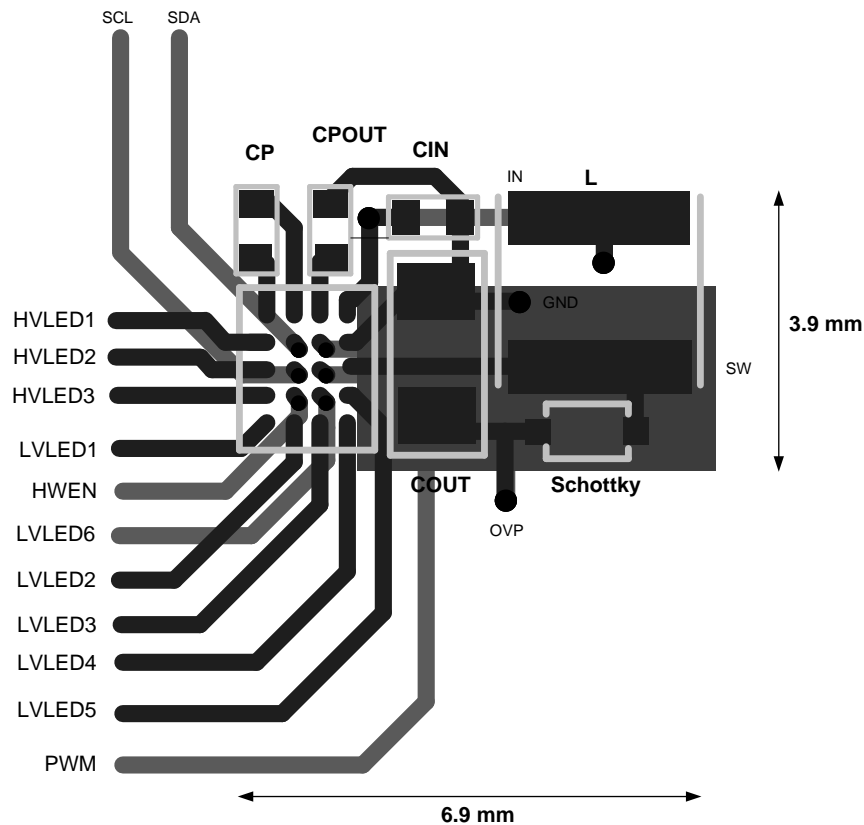 SCL
SDA
CP
CPOUT
CIN
IN
L
HVLED1
GND
3.9 mm
HVLED2
SW
HVLED3
LVLED1
COUT
Schottky
HWEN
OVP
LVLED6
LVLED2
LVLED3
LVLED4
LVLED5
PWM
6.9 mm